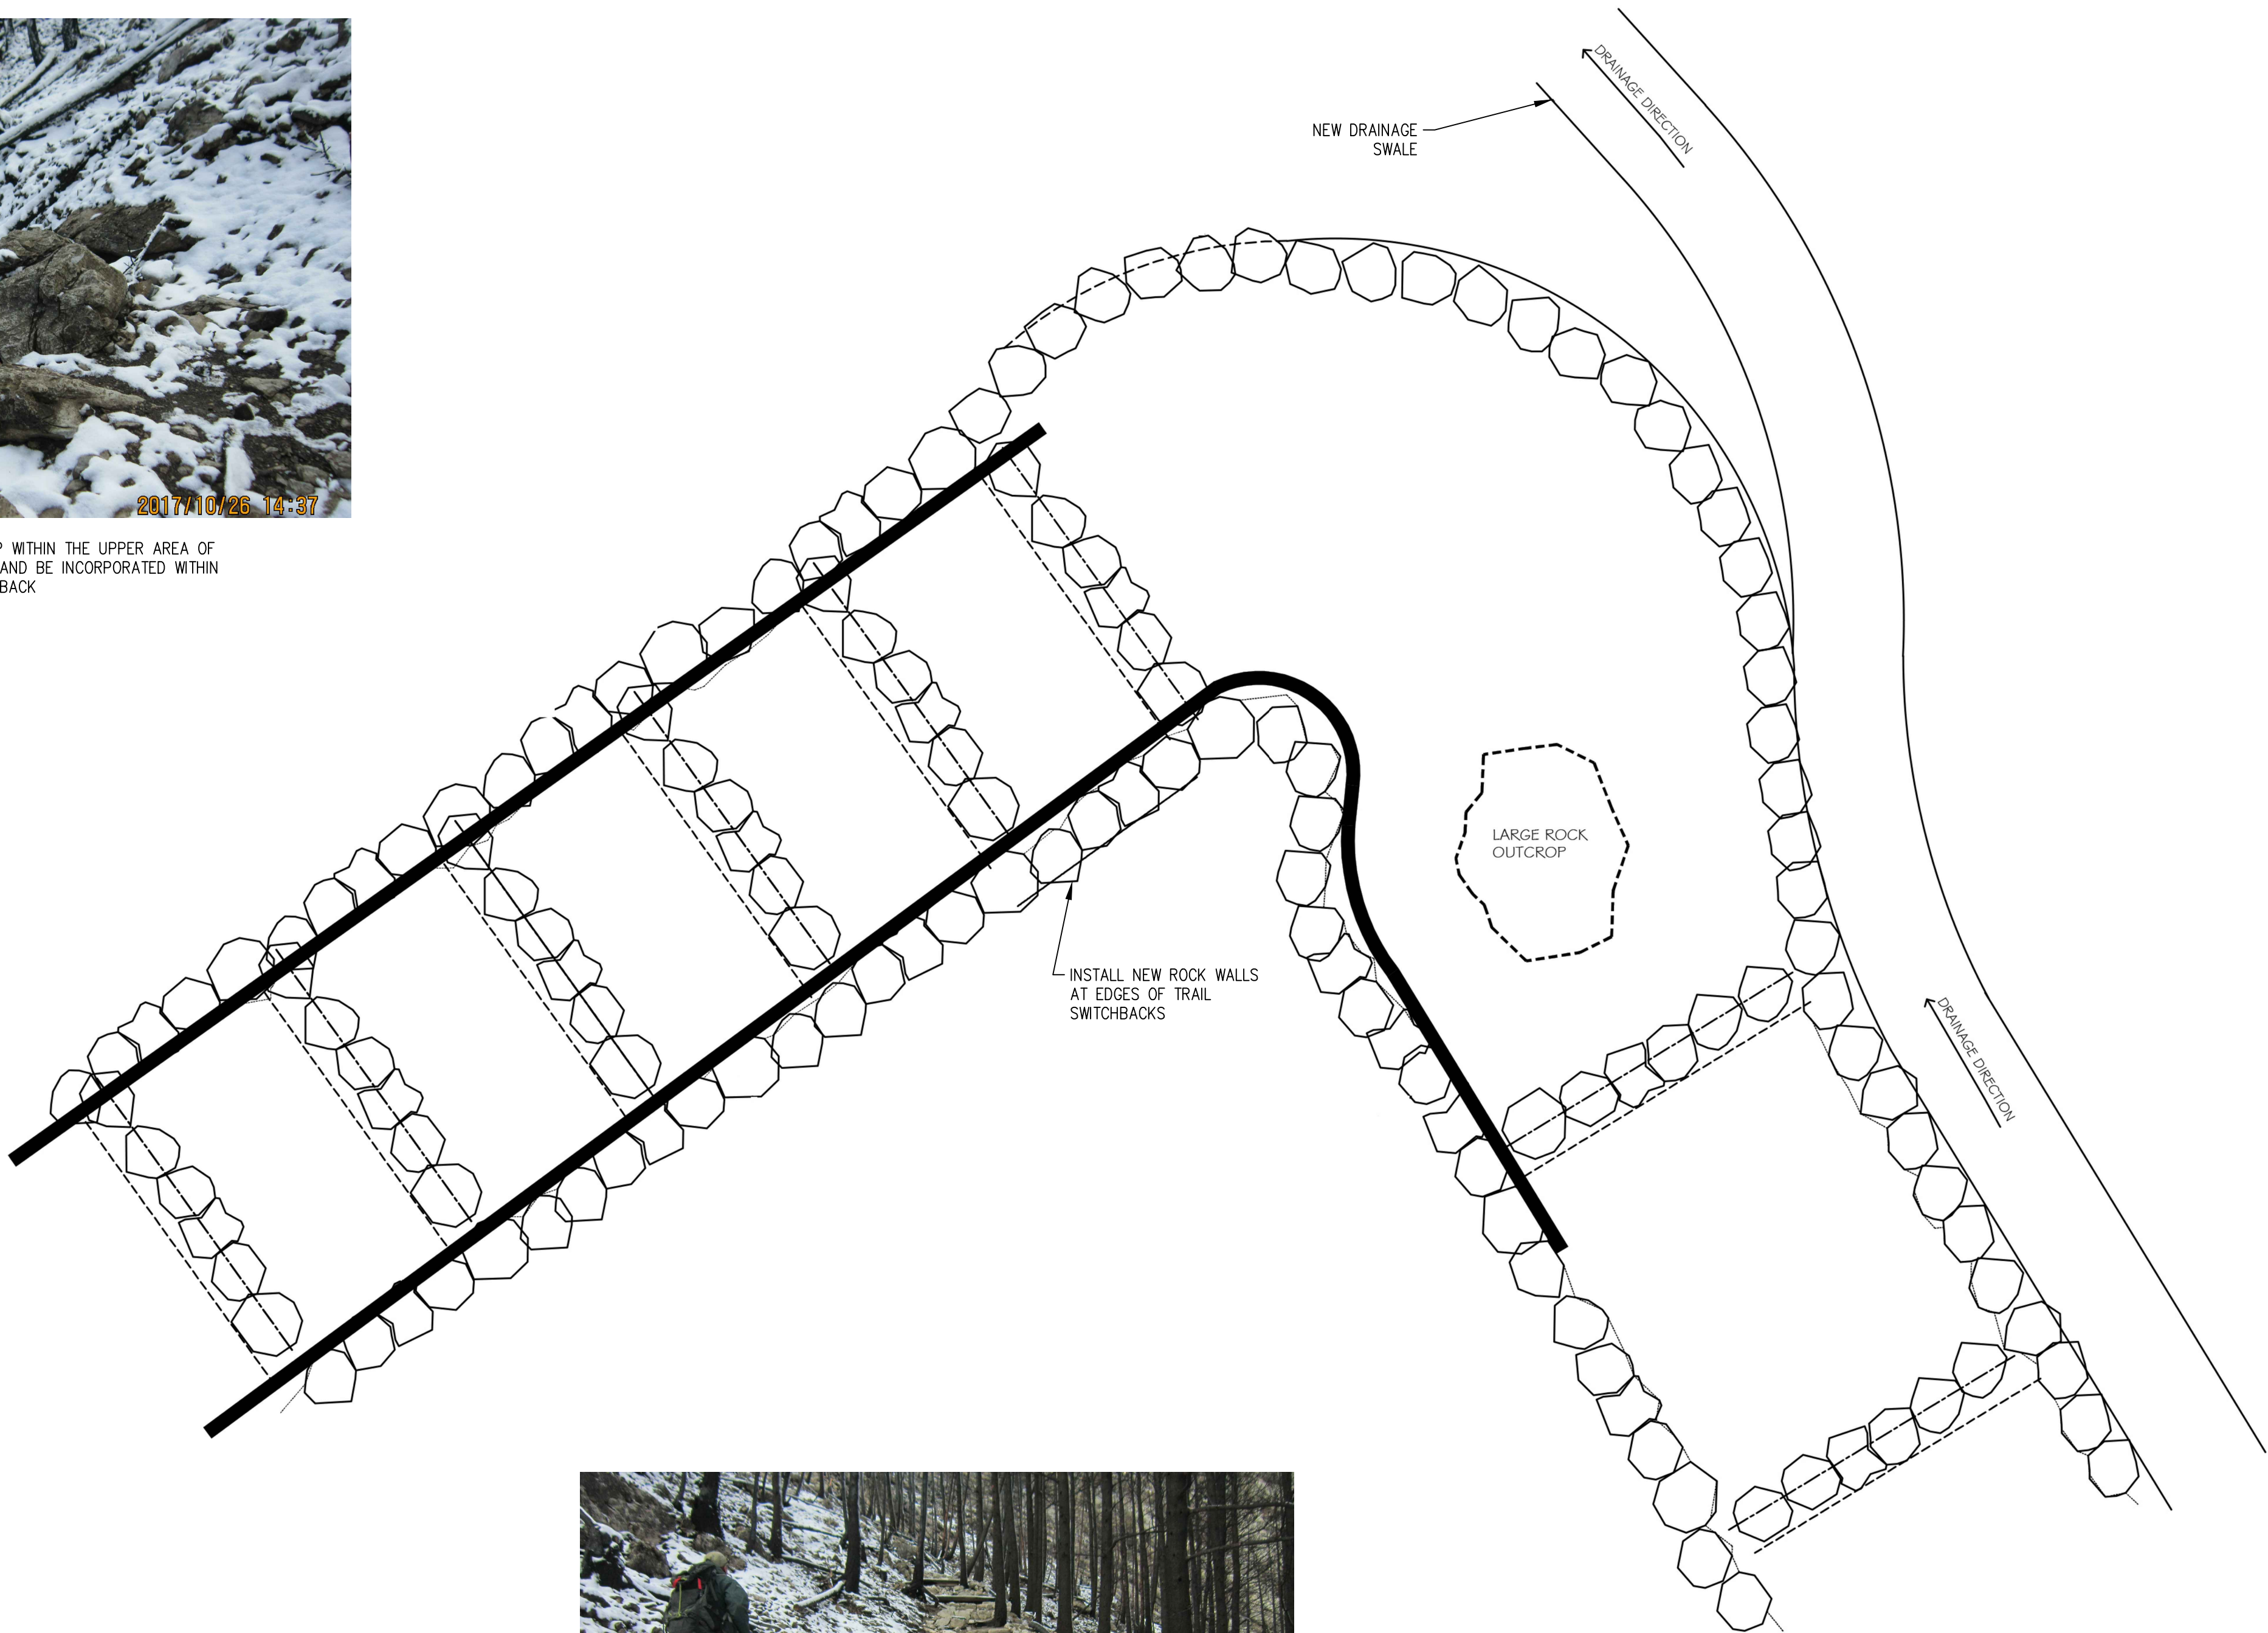 DRAINAGE DIRECTION
NEW DRAINAGE
SWALE
2017/10/26 14:37
WITHIN THE UPPER AREA OF
AND BE INCORPORATED WITHIN
LARGE ROCK
OUTCROP
INSTALL NEW ROCK WALLS
AT EDGES OF TRAIL
SWITCHBACKS
DRAINAGE DIRECTION